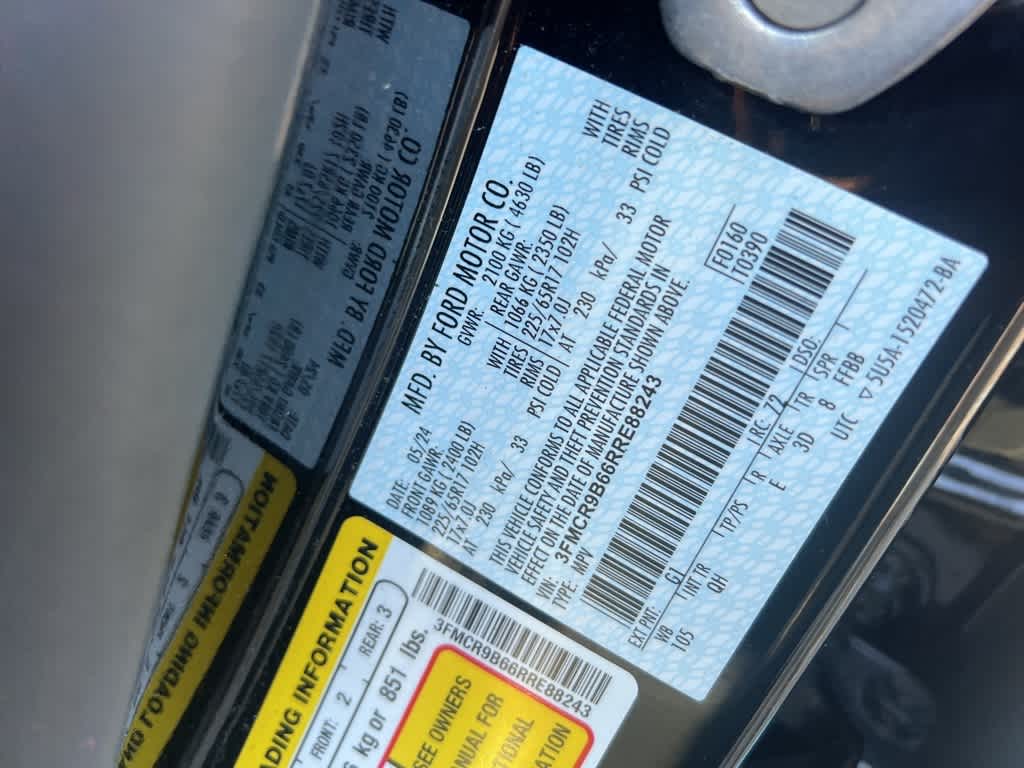 MFD. BY FORD MOTOR CO.
DATE: 05/24 GVWR: 2100 KG ( 4630 LB)
FRONT GAWR: REAR GAWR:
1089 KG ( 2400 LB) WITH 1066 KG ( 2350 LB) WITH
225/65R17 102H TIRES 225/65R17 102H TIRES
17x7.0J RIMS 17x7.0J RIMS
AT 230 kPa/ 33 PSI COLD AT 230 kPa/ 33 PSI COLD
THIS VEHICLE CONFORMS TO ALL APPLICABLE FEDERAL MOTOR
VEHICLE SAFETY AND THEFT PREVENTION STANDARDS IN
EFFECT ON THE DATE OF MANUFACTURE SHOWN ABOVE.
VIN: 3FMCR9B66RRE88243
TYPE: MPV
F0160
T0390
EXT PNT: G1 RC: 72 DSO:
WB INT TR TP/PS R AXLE TR SPR
105 QH E 3D 8 FFBB
UTC ▽5U5A-1520472-BA
ADING INFORMATION
FRONT: 2 REAR: 3
kg or 851 lbs.
3FMCR9B66RRE88243
SEE OWNERS
MANUAL FOR